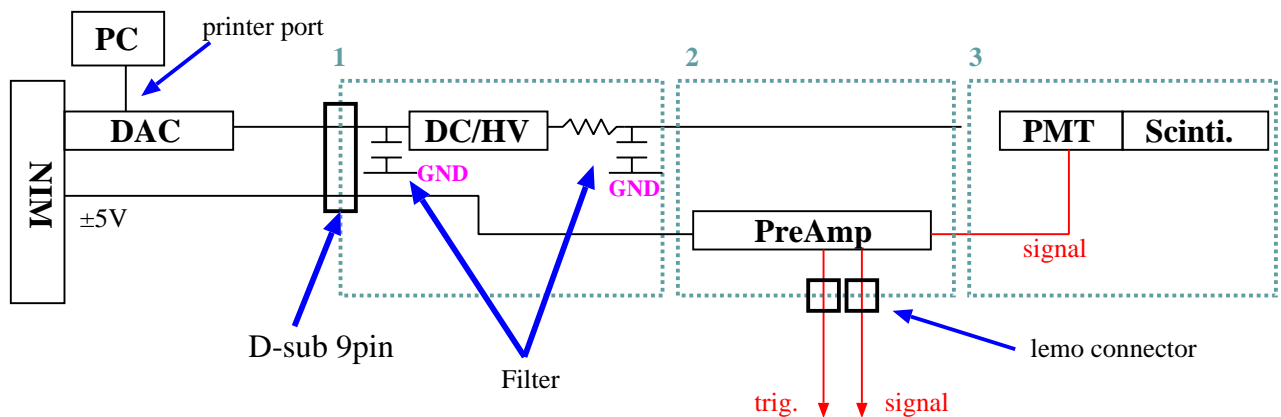 PC
printer port
1
2
3
DAC
DC/HV
PMT
Scinti.
GND
GND
NIM
±5V
PreAmp
signal
D-sub 9pin
Filter
lemo connector
trig.
signal